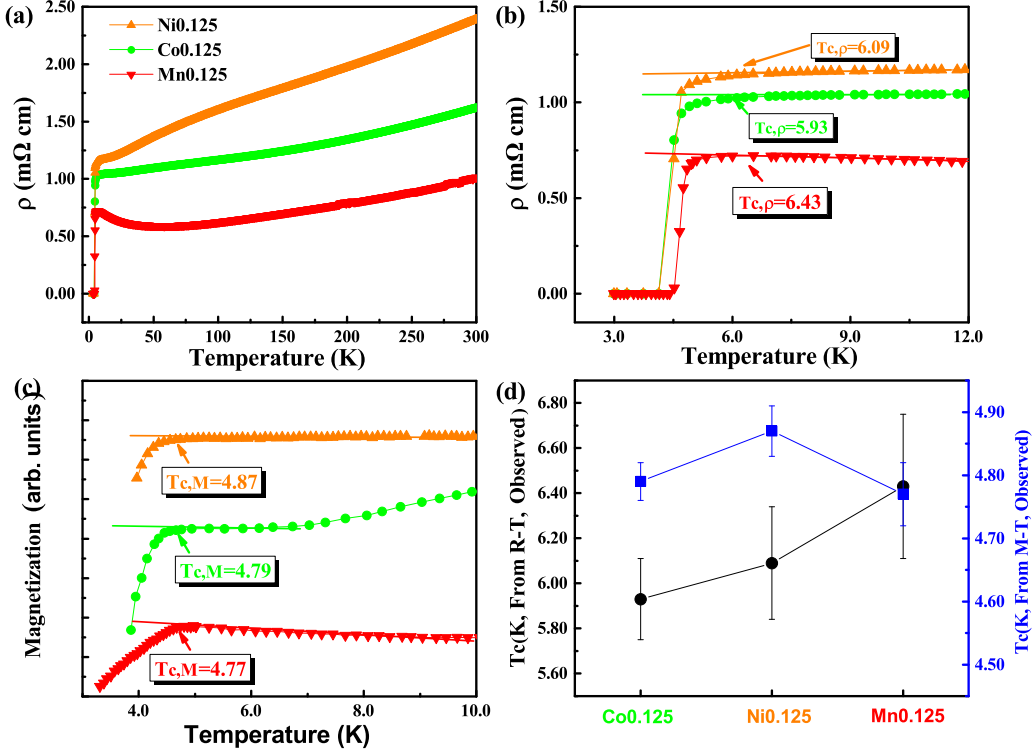 (a)
Ni0.125
Co0.125
Mn0.125
2.50
2.00
1.50
1.00
0.50
0.00
ρ (mΩ cm)
0
50
100
150
200
250
300
Temperature (K)
(b)
1.50
1.00
0.50
0.00
ρ (mΩ cm)
Tc,ρ=6.09
Tc,ρ=5.93
Tc,ρ=6.43
3.0
6.0
9.0
12.0
Temperature (K)
(c)
Magnetization (arb. units)
Tc,M=4.87
Tc,M=4.79
Tc,M=4.77
4.0
6.0
8.0
10.0
Temperature (K)
(d)
6.80
6.60
6.40
6.20
6.00
5.80
5.60
Tc(K, From R-T, Observed)
4.90
4.80
4.70
4.60
4.50
Tc(K, From M-T, Observed)
Co0.125
Ni0.125
Mn0.125